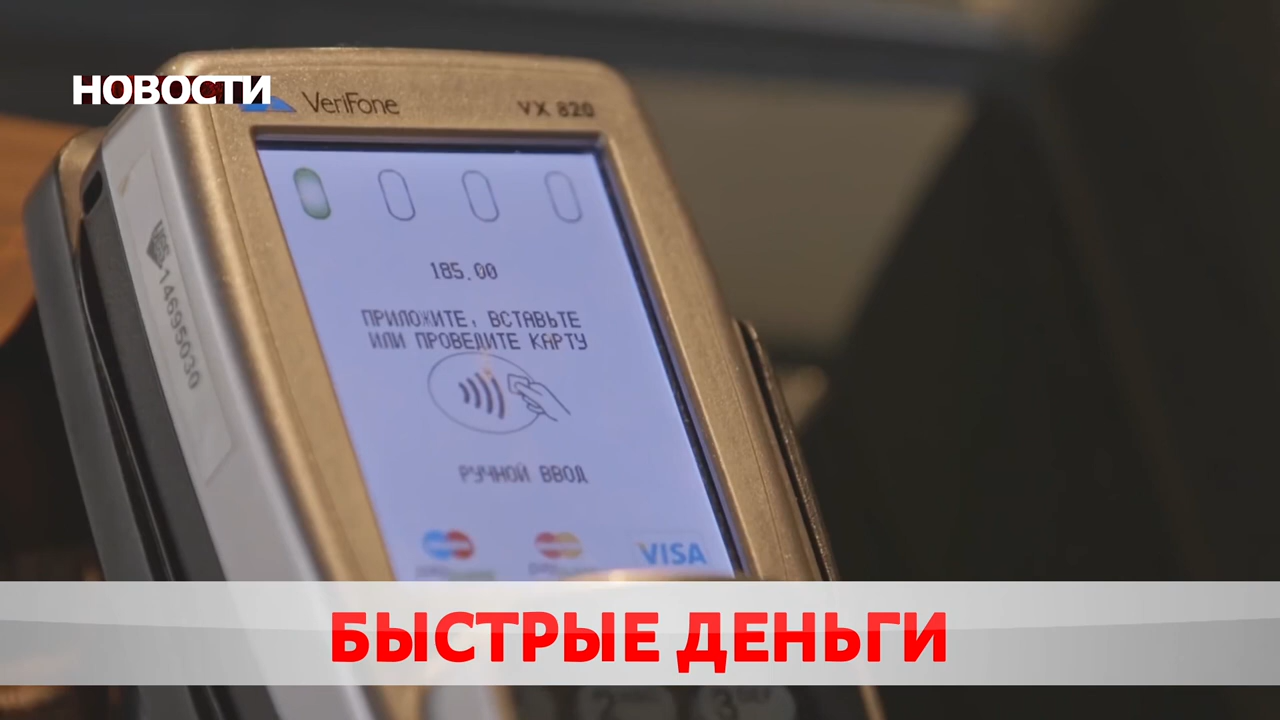 НОВОСТИ
VeriFone VX 820
14695030
185.00
ПРИЛОЖИТЕ, ВСТАВЬТЕ
ИЛИ ПРОВЕДИТЕ КАРТУ
РУЧНОЙ ВВОД
VISA
БЫСТРЫЕ ДЕНЬГИ